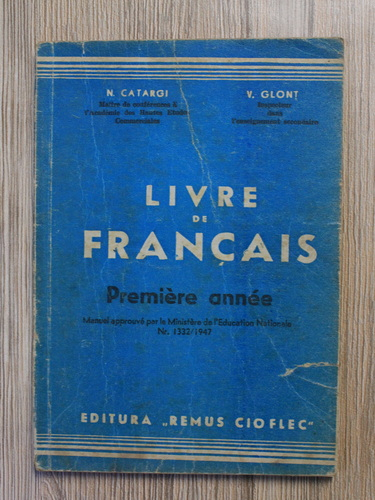 N. CATARGI
Maître de conférences à
l'Académie des Hautes Etudes
Commerciales
V. GLONȚ
Inspecteur
dans
l'enseignement secondaire
LIVRE
DE
FRANÇAIS
Première année
Manuel approuvé par le Ministère de l'Education Nationale
Nr. 1332/1947
EDITURA „REMUS CIOFLEC"